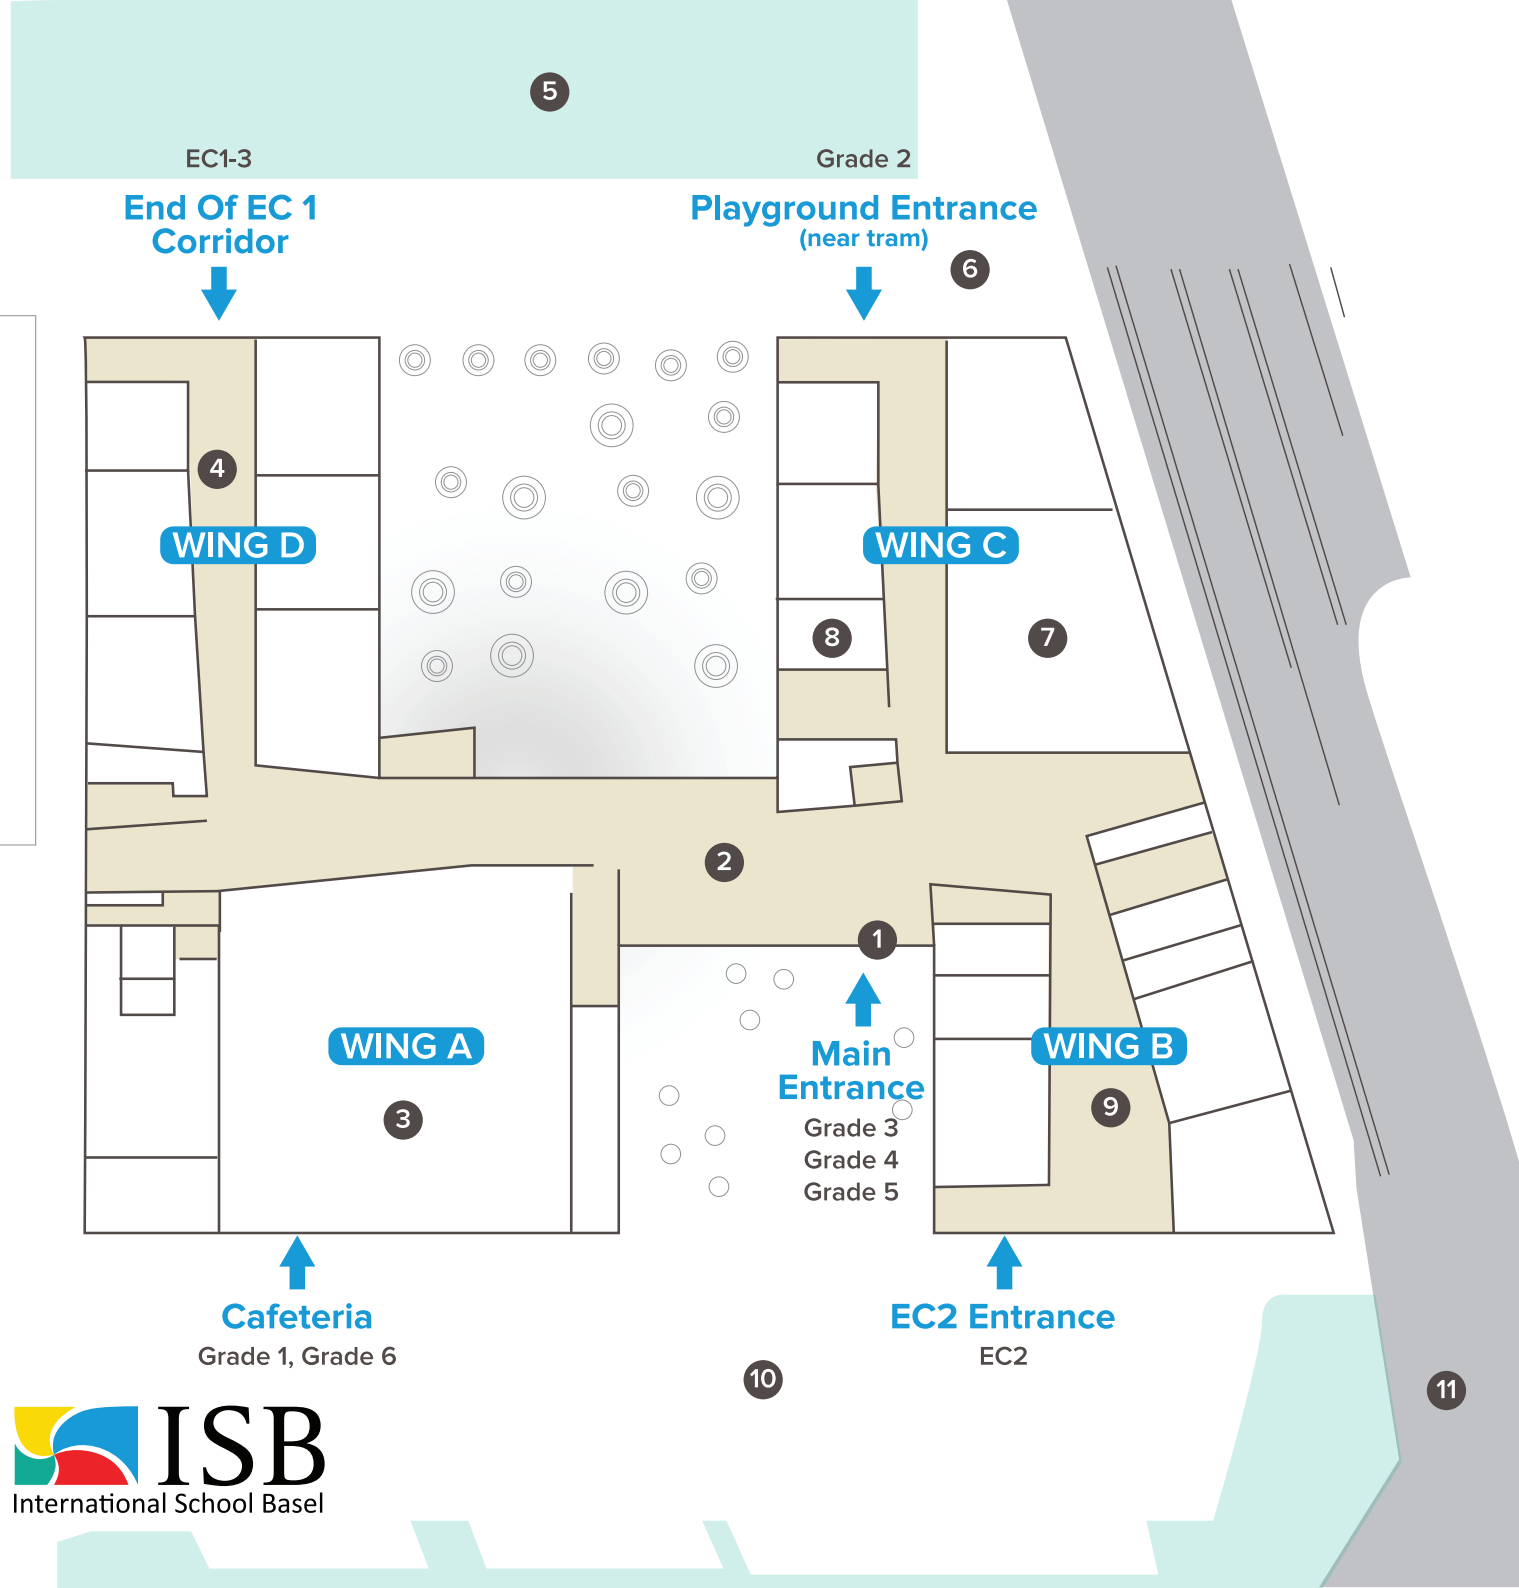 5
EC1-3
Grade 2
End Of EC 1
Corridor
Playground Entrance
(near tram)
6
4
WING D
WING C
8
7
2
1
WING A
Main
Entrance
WING B
3
9
Grade 3
Grade 4
Grade 5
Cafeteria
Grade 1, Grade 6
EC2 Entrance
EC2
10
11
ISB
International School Basel